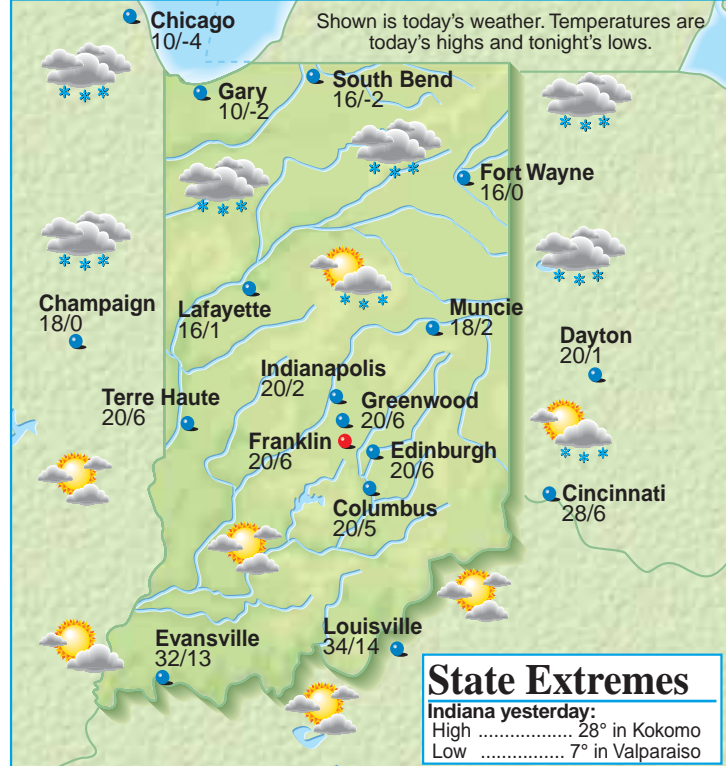 Chicago
10/-4
Shown is today's weather. Temperatures are
today's highs and tonight's lows.
Gary
10/-2
South Bend
16/-2
Fort Wayne
16/0
Champaign
18/0
Lafayette
16/1
Muncie
18/2
Dayton
20/1
Indianapolis
20/2
Terre Haute
20/6
Greenwood
20/6
Franklin
20/6
Edinburgh
20/6
Columbus
20/5
Cincinnati
28/6
Evansville
32/13
Louisville
34/14
State Extremes
Indiana yesterday:
High .................. 28° in Kokomo
Low ................ 7° in Valparaiso